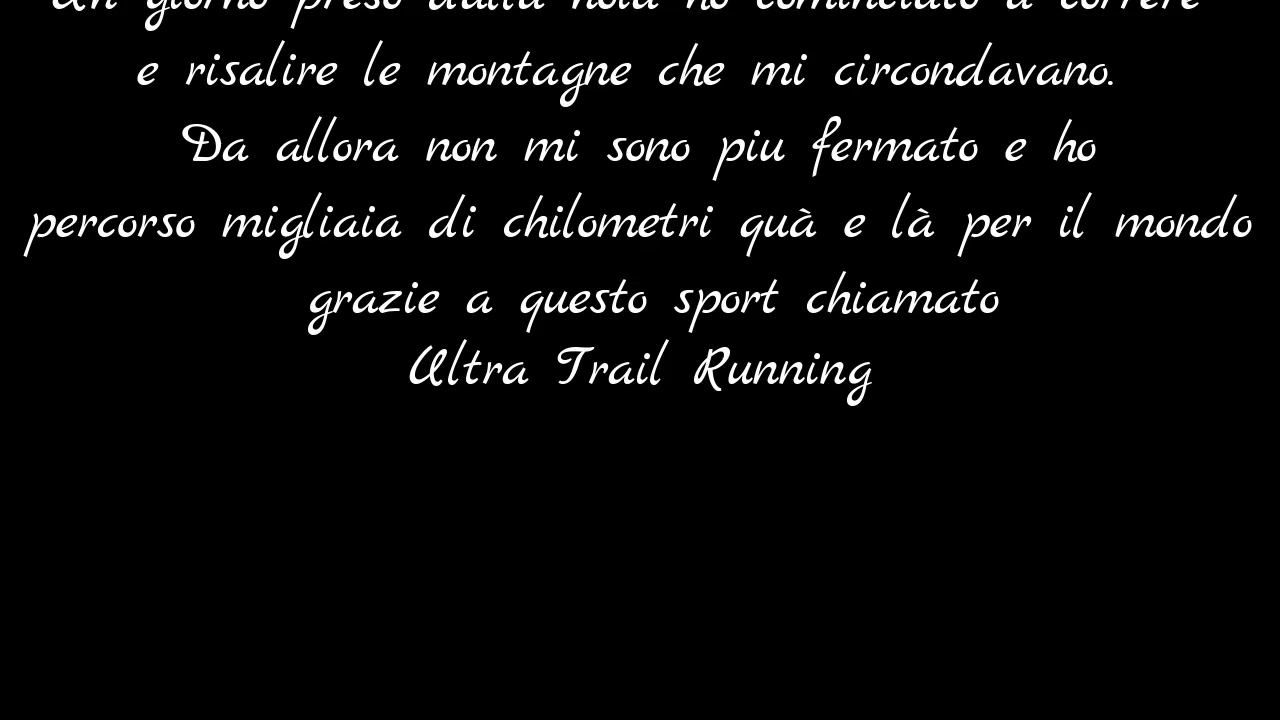 Un giorno preso dalla noia ho cominciato a correre
e risalire le montagne che mi circondavano.
Da allora non mi sono piu fermato e ho
percorso migliaia di chilometri quà e là per il mondo
grazie a questo sport chiamato
Ultra Trail Running